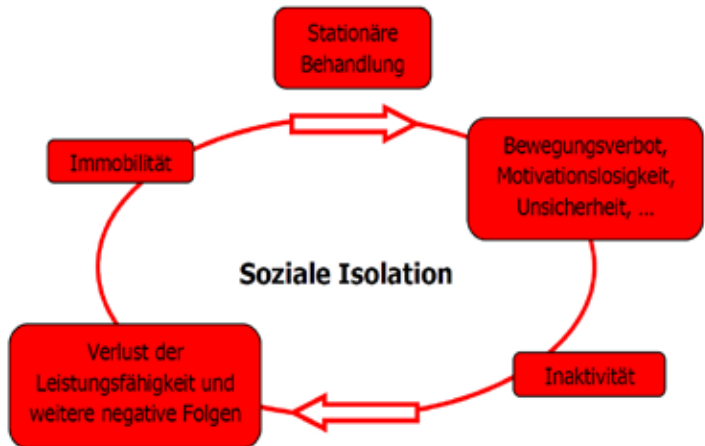 Stationäre
Behandlung
Immobilität
Bewegungsverbot,
Motivationslosigkeit,
Unsicherheit, ...
Soziale Isolation
Verlust der
Leistungsfähigkeit und
weitere negative Folgen
Inaktivität